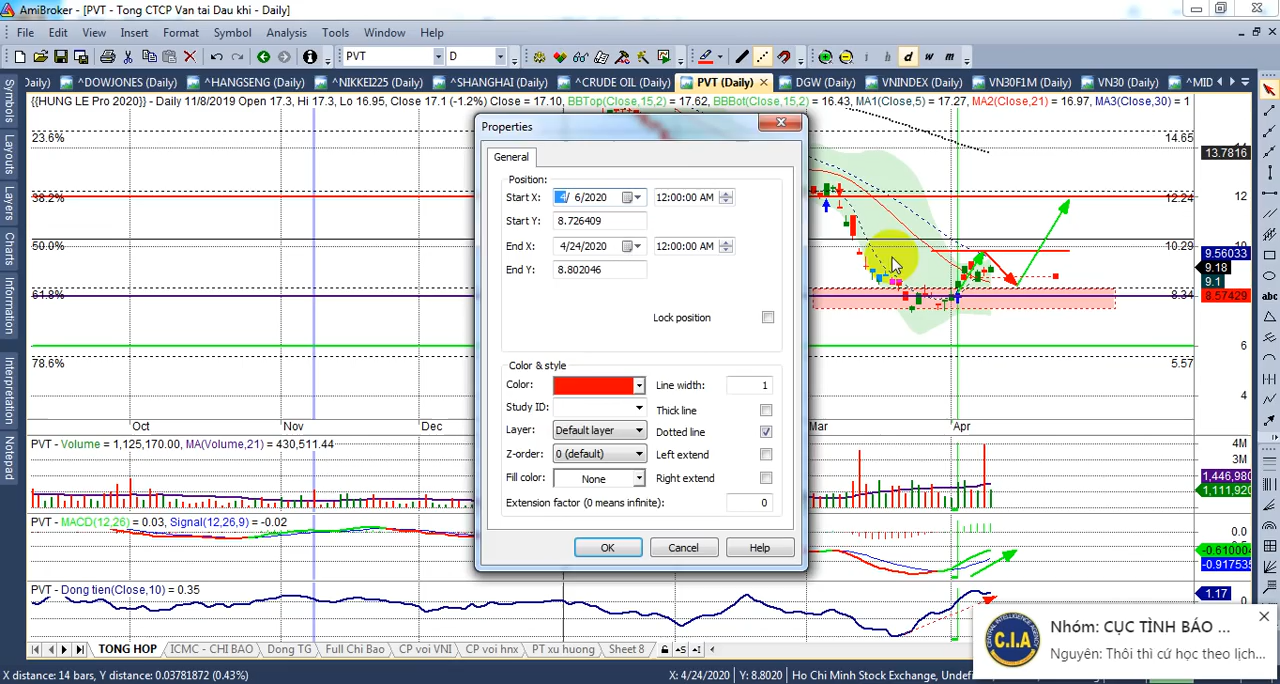 AmiBroker - [PVT - Tong CTCP Van tai Dau khi - Daily]
File Edit View Insert Format Symbol Analysis Tools Window Help
PVT D d w m
Daily) ^DOWJONES (Daily) ^HANGSENG (Daily) ^NIKKEI225 (Daily) ^SHANGHAI (Daily) ^CRUDE OIL (Daily) PVT (Daily) DGW (Daily) VNINDEX (Daily) VN30F1M (Daily) VN30 (Daily) ^MID
{{HUNG LE Pro 2020}} - Daily 11/8/2019 Open 17.3, Hi 17.3, Lo 16.95, Close 17.1 (-1.2%) Close = 17.10, BBTop(Close,15,2) = 17.62, BBBot(Close,15,2) = 16.43, MA1(Close,5) = 17.27, MA2(Close,21) = 16.97, MA3(Close,30) = 1
Symbols
Layouts
Layers
Charts
Information
Interpretation
Notepad
23.6%
38.2%
50.0%
61.8%
78.6%
14.65
12.24
10.29
8.34
5.57
13.7816
12
10
9.56033
9.18
9.1
8.57429
6
4
Oct Nov Dec Mar Apr
Properties
General
Position:
Start X: 4/ 6/2020 12:00:00 AM
Start Y: 8.726409
End X: 4/24/2020 12:00:00 AM
End Y: 8.802046
Lock position
Color & style
Color: Line width: 1
Study ID: Thick line
Layer: Default layer Dotted line
Z-order: 0 (default) Left extend
Fill color: None Right extend
Extension factor (0 means infinite): 0
OK Cancel Help
abc
PVT - Volume = 1,125,170.00, MA(Volume,21) = 430,511.44
4M
3M
1,446,980
1,111,920
PVT - MACD(12,26) = 0.03, Signal(12,26,9) = -0.02
0.0
-0.61000
-0.917535
PVT - Dong tien(Close,10) = 0.35
1.17
0
Nhóm: CỤC TÌNH BÁO ...
Nguyên: Thôi thì cứ học theo lịch...
C.I.A
CENTRAL INTELLIGENCE AGENCY
TONG HOP ICMC - CHI BAO Dong TG Full Chi Bao CP voi VNI CP voi hnx PT xu huong Sheet 8
X distance: 14 bars, Y distance: 0.03781872 (0.43%) X: 4/24/2020 Y: 8.8020 Ho Chi Minh Stock Exchange, Undef